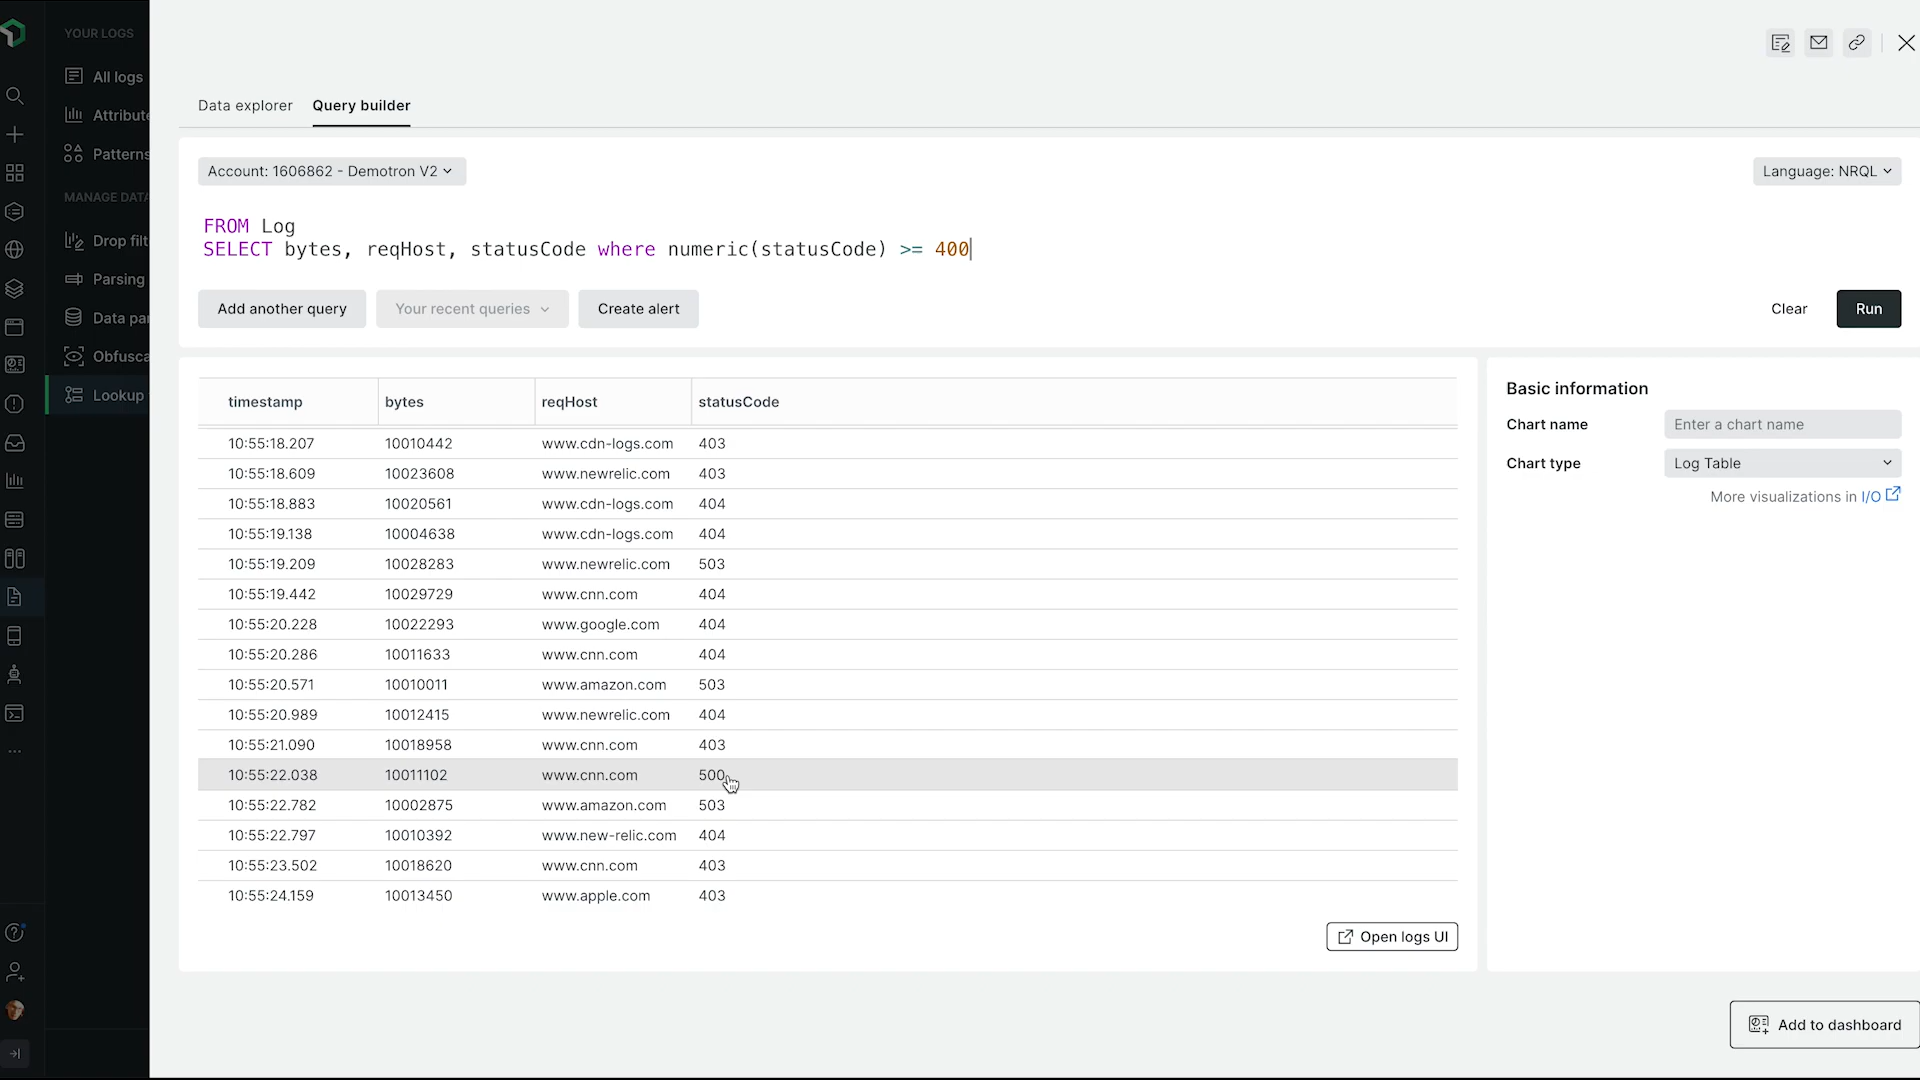 YOUR LOGS
All logs
Attribute
Patterns
MANAGE DATA
Drop filt
Parsing
Data par
Obfusca
Lookup
Data explorer Query builder
Account: 1606862 - Demotron V2
Language: NRQL
FROM Log
SELECT bytes, reqHost, statusCode where numeric(statusCode) >= 400
Add another query Your recent queries Create alert
Clear Run
timestamp bytes reqHost statusCode
10:55:18.207 10010442 www.cdn-logs.com 403
10:55:18.609 10023608 www.newrelic.com 403
10:55:18.883 10020561 www.cdn-logs.com 404
10:55:19.138 10004638 www.cdn-logs.com 404
10:55:19.209 10028283 www.newrelic.com 503
10:55:19.442 10029729 www.cnn.com 404
10:55:20.228 10022293 www.google.com 404
10:55:20.286 10011633 www.cnn.com 404
10:55:20.571 10010011 www.amazon.com 503
10:55:20.989 10012415 www.newrelic.com 404
10:55:21.090 10018958 www.cnn.com 403
10:55:22.038 10011102 www.cnn.com 500
10:55:22.782 10002875 www.amazon.com 503
10:55:22.797 10010392 www.new-relic.com 404
10:55:23.502 10018620 www.cnn.com 403
10:55:24.159 10013450 www.apple.com 403
Open logs UI
Basic information
Chart name Enter a chart name
Chart type Log Table
More visualizations in I/O
Add to dashboard